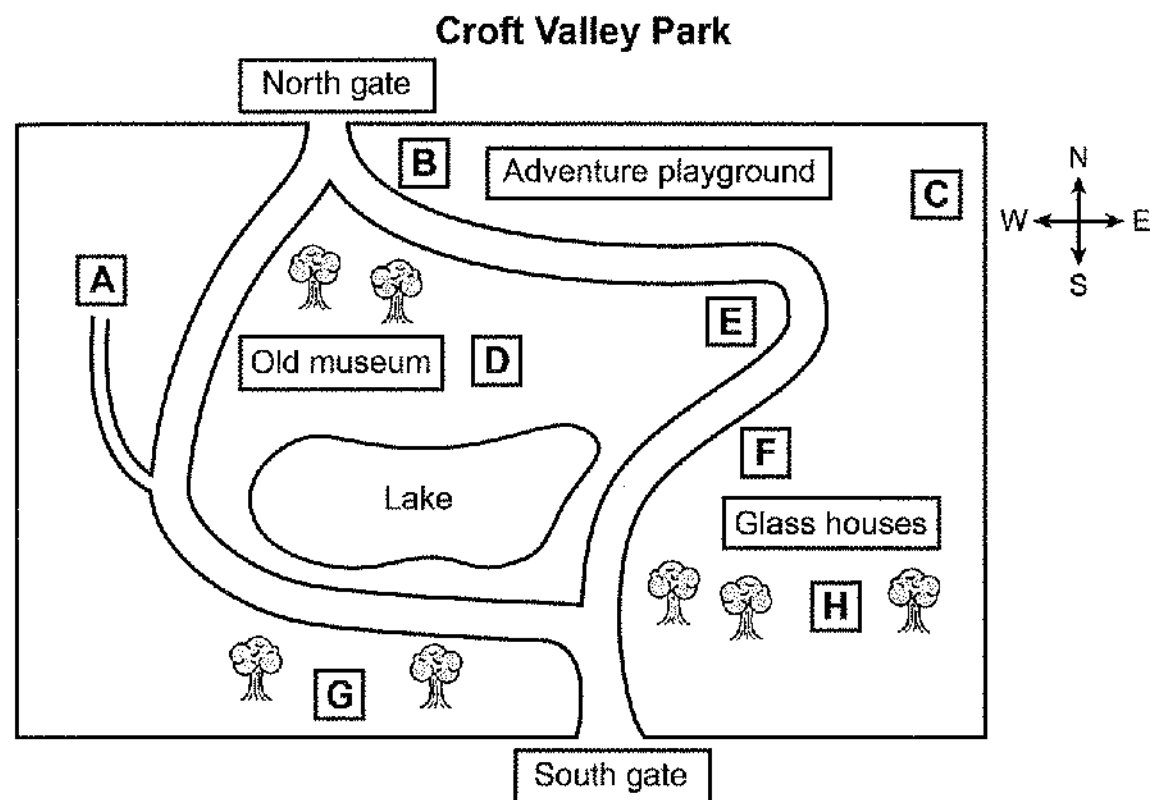 Croft Valley Park
North gate
B
Adventure playground
C
N
W E
S
A
E
Old museum
D
F
Lake
Glass houses
H
G
South gate